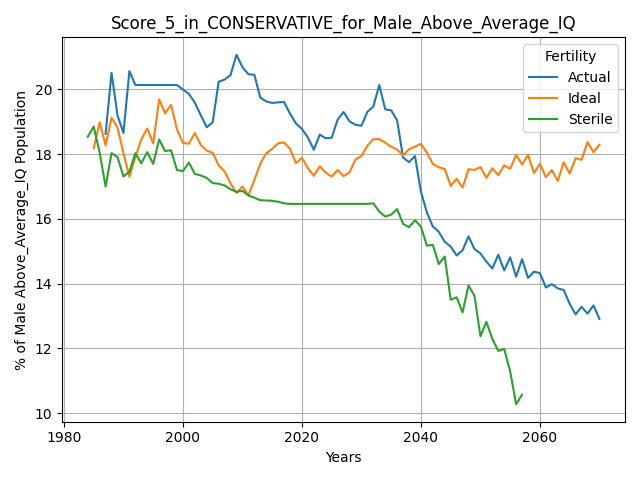 Score_5_in_CONSERVATIVE_for_Male_Above_Average_IQ
Fertility
Actual
Ideal
Sterile
% of Male Above_Average_IQ Population
20
18
16
14
12
10
1980
2000
2020
2040
2060
Years